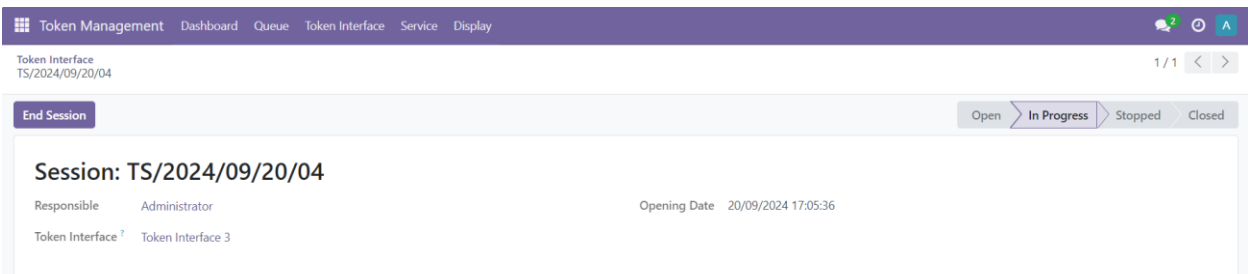 Token Management Dashboard Queue Token Interface Service Display 2 A
Token Interface
TS/2024/09/20/04 1 / 1
End Session Open In Progress Stopped Closed
Session: TS/2024/09/20/04
Responsible Administrator Opening Date 20/09/2024 17:05:36
Token Interface ? Token Interface 3